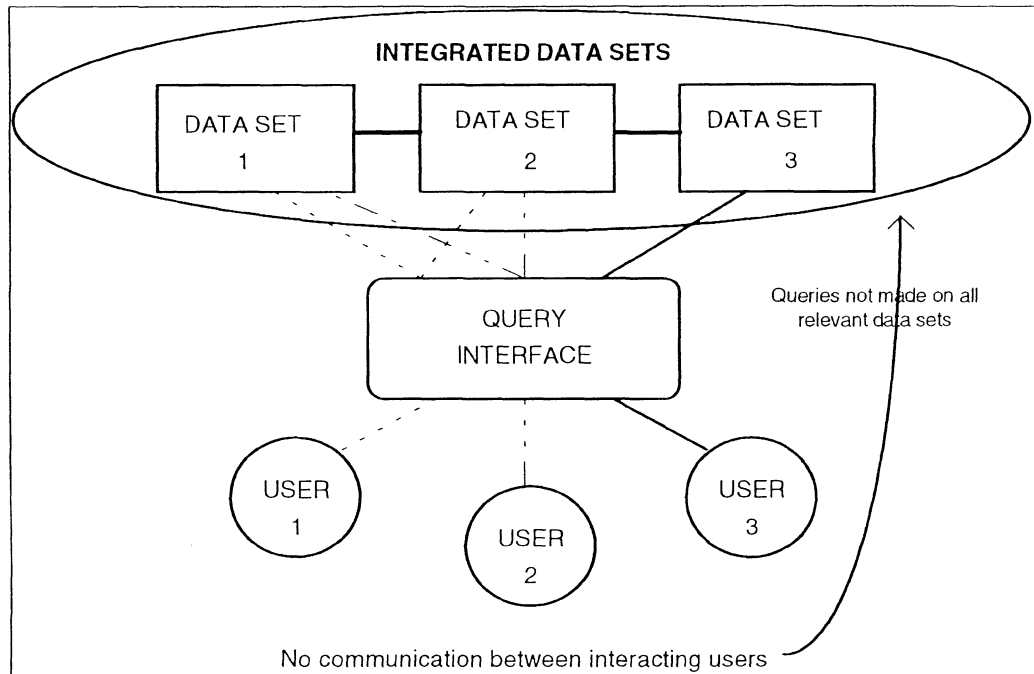 INTEGRATED DATA SETS
DATA SET
1
DATA SET
2
DATA SET
3
QUERY
INTERFACE
Queries not made on all
relevant data sets
USER
1
USER
2
USER
3
No communication between interacting users